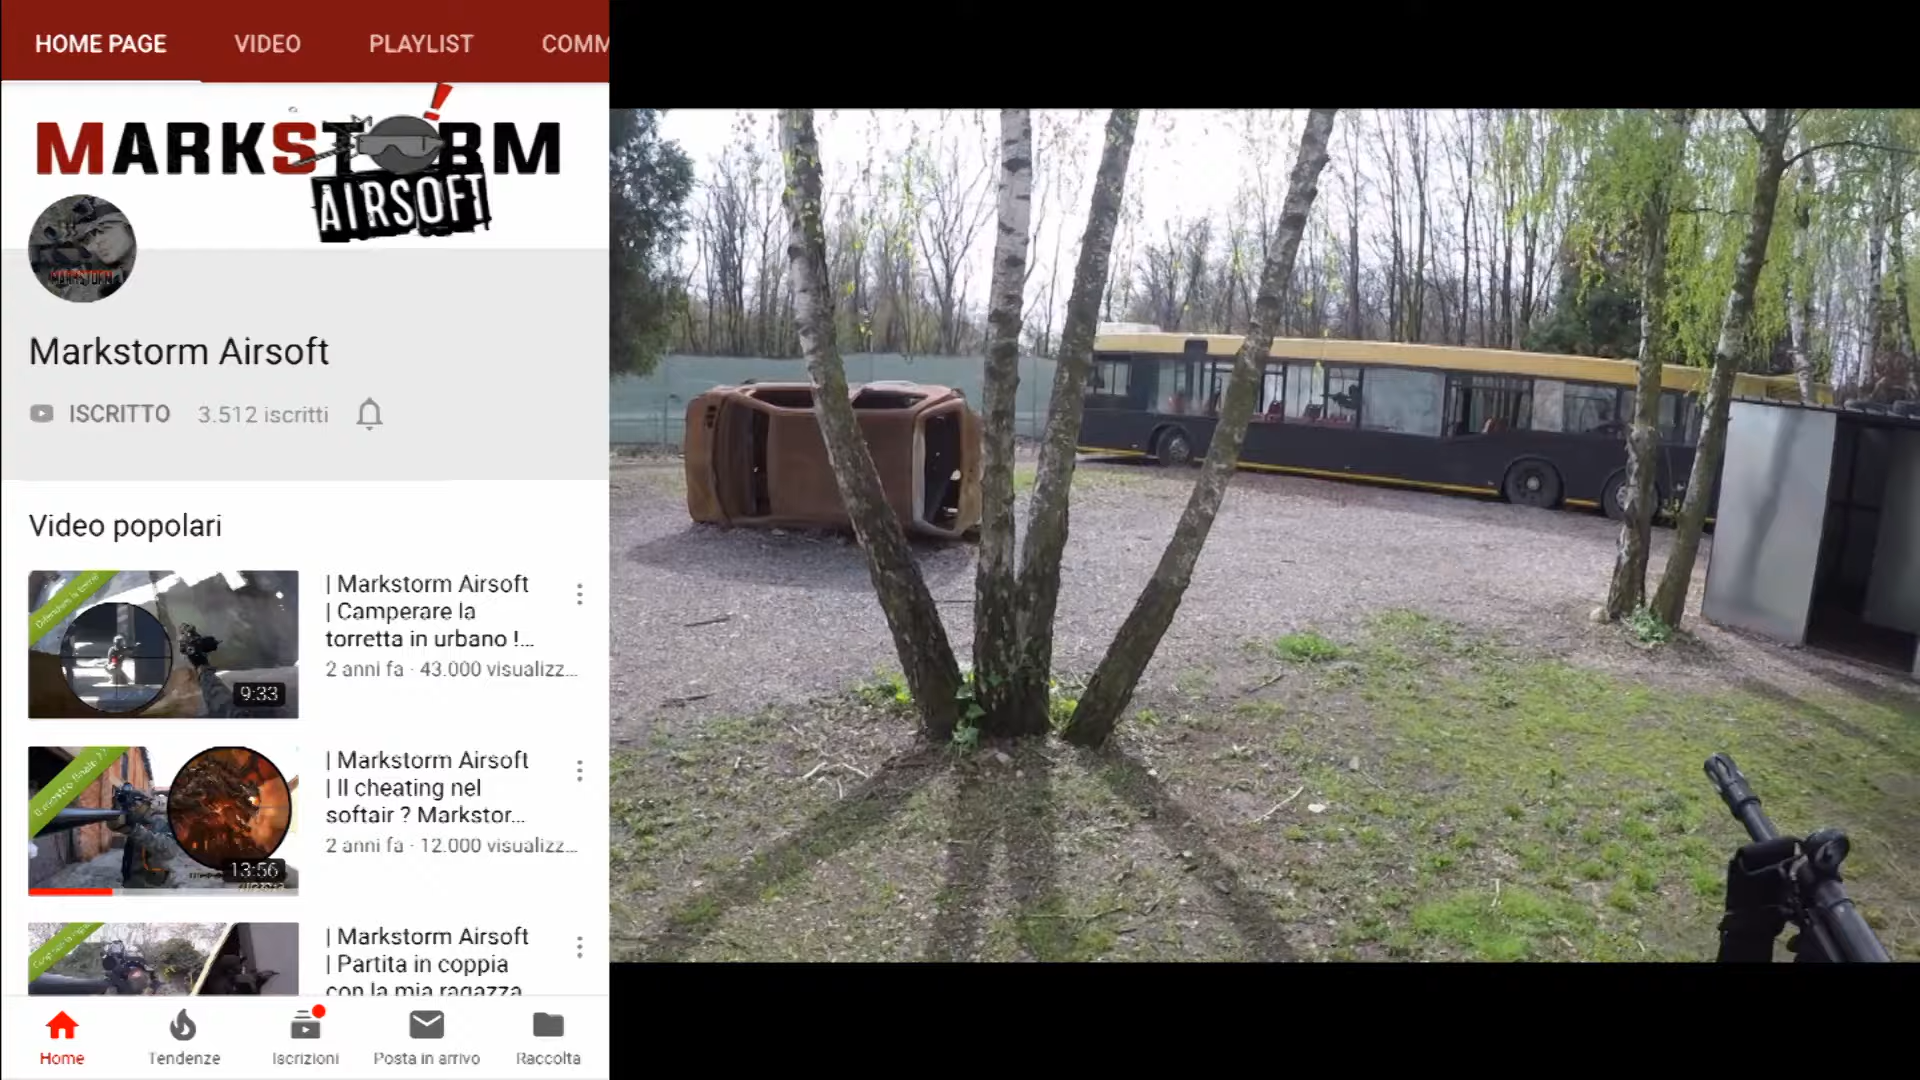 HOME PAGE VIDEO PLAYLIST COMM
MARKSTORM
AIRSOFT
MARKSTORM
Markstorm Airsoft
ISCRITTO 3.512 iscritti
Video popolari
| Markstorm Airsoft
| Camperare la
torretta in urbano !...
2 anni fa · 43.000 visualizz...
9:33
| Markstorm Airsoft
| Il cheating nel
softair ? Markstor...
2 anni fa · 12.000 visualizz...
13:56
| Markstorm Airsoft
| Partita in coppia
con la mia ragazza
Home Tendenze Iscrizioni Posta in arrivo Raccolta